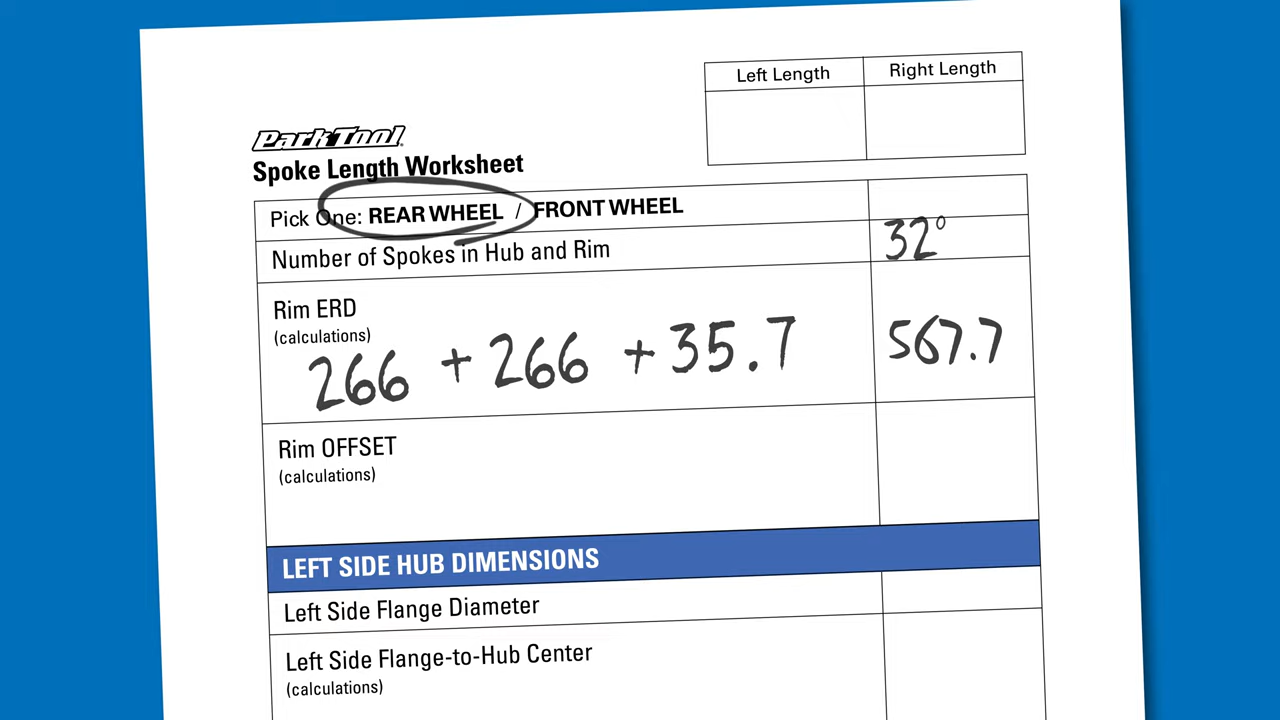 Left Length Right Length
ParkTool
Spoke Length Worksheet
Pick One: REAR WHEEL / FRONT WHEEL
Number of Spokes in Hub and Rim 32°
Rim ERD
(calculations)
266 + 266 + 35.7 567.7
Rim OFFSET
(calculations)
LEFT SIDE HUB DIMENSIONS
Left Side Flange Diameter
Left Side Flange-to-Hub Center
(calculations)